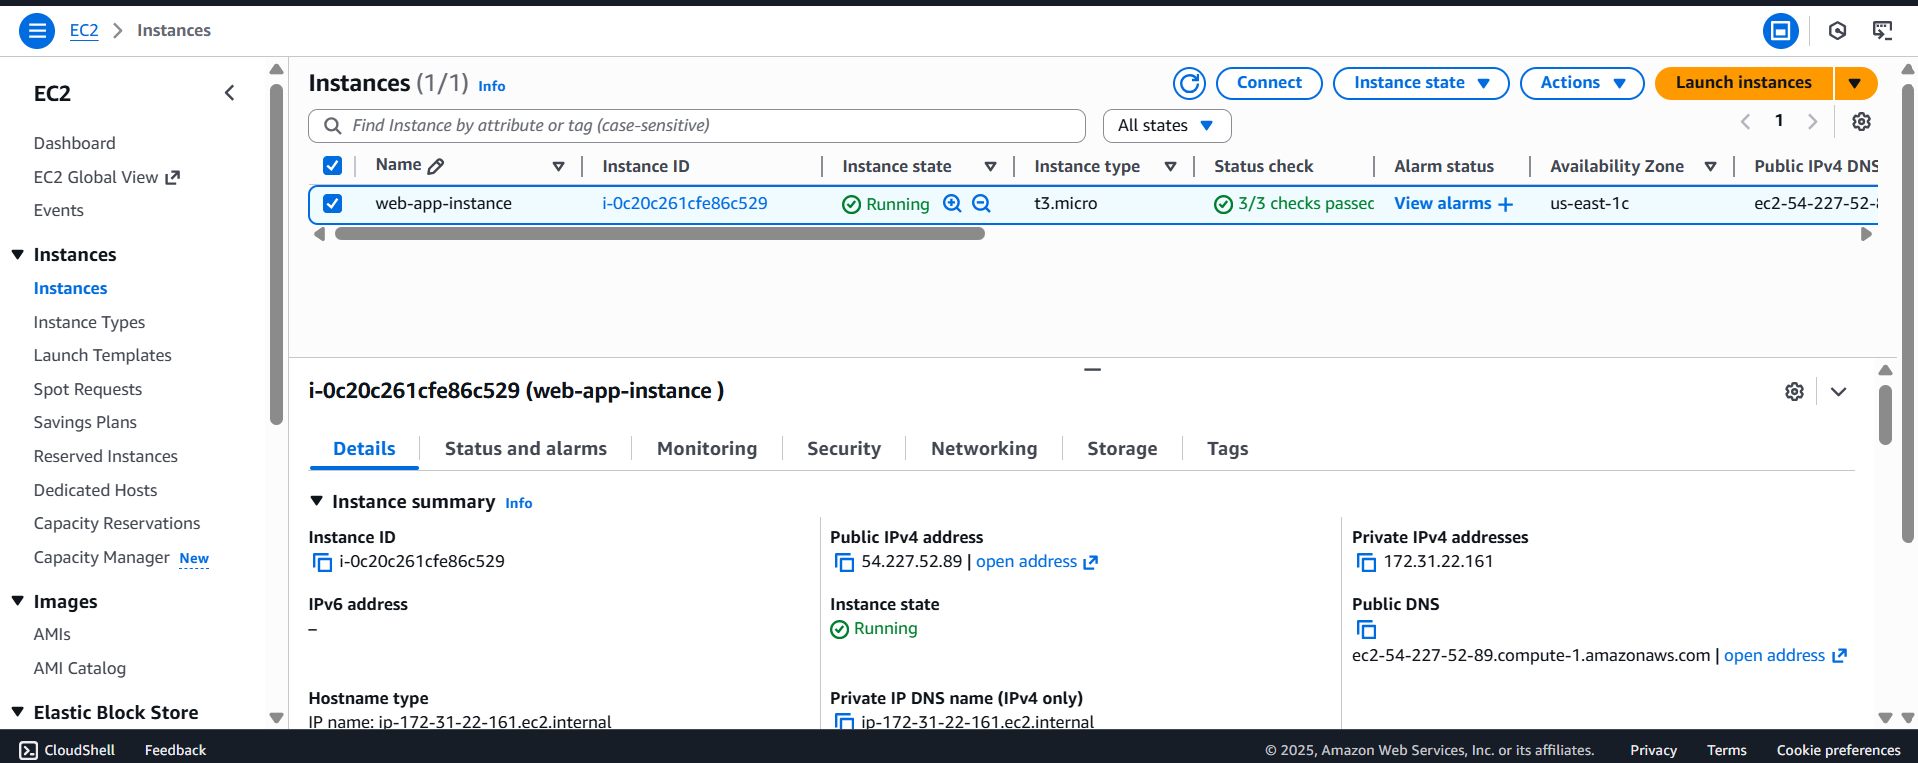 EC2 > Instances
EC2
Dashboard
EC2 Global View
Events
Instances
Instances
Instance Types
Launch Templates
Spot Requests
Savings Plans
Reserved Instances
Dedicated Hosts
Capacity Reservations
Capacity Manager New
Images
AMIs
AMI Catalog
Elastic Block Store
Instances (1/1) Info
Connect
Instance state
Actions
Launch instances
Find Instance by attribute or tag (case-sensitive)
All states
1
Name Instance ID Instance state Instance type Status check Alarm status Availability Zone Public IPv4 DNS
web-app-instance i-0c20c261cfe86c529 Running t3.micro 3/3 checks passec View alarms + us-east-1c ec2-54-227-52-
i-0c20c261cfe86c529 (web-app-instance )
Details Status and alarms Monitoring Security Networking Storage Tags
Instance summary Info
Instance ID
i-0c20c261cfe86c529
Public IPv4 address
54.227.52.89 | open address
Private IPv4 addresses
172.31.22.161
IPv6 address
–
Instance state
Running
Public DNS
ec2-54-227-52-89.compute-1.amazonaws.com | open address
Hostname type
IP name: ip-172-31-22-161.ec2.internal
Private IP DNS name (IPv4 only)
ip-172-31-22-161.ec2.internal
CloudShell Feedback © 2025, Amazon Web Services, Inc. or its affiliates. Privacy Terms Cookie preferences